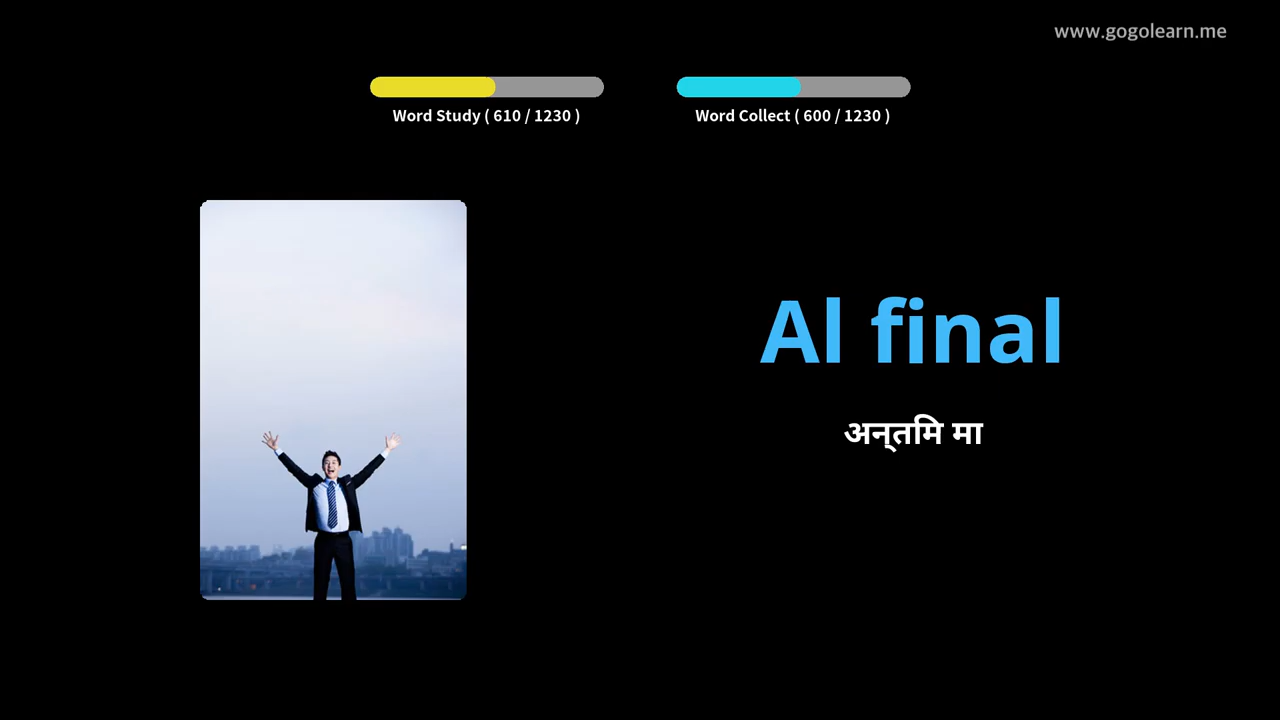 www.gogolearn.me
Word Study ( 610 / 1230 )
Word Collect ( 600 / 1230 )
Al final
अन्तमि मा